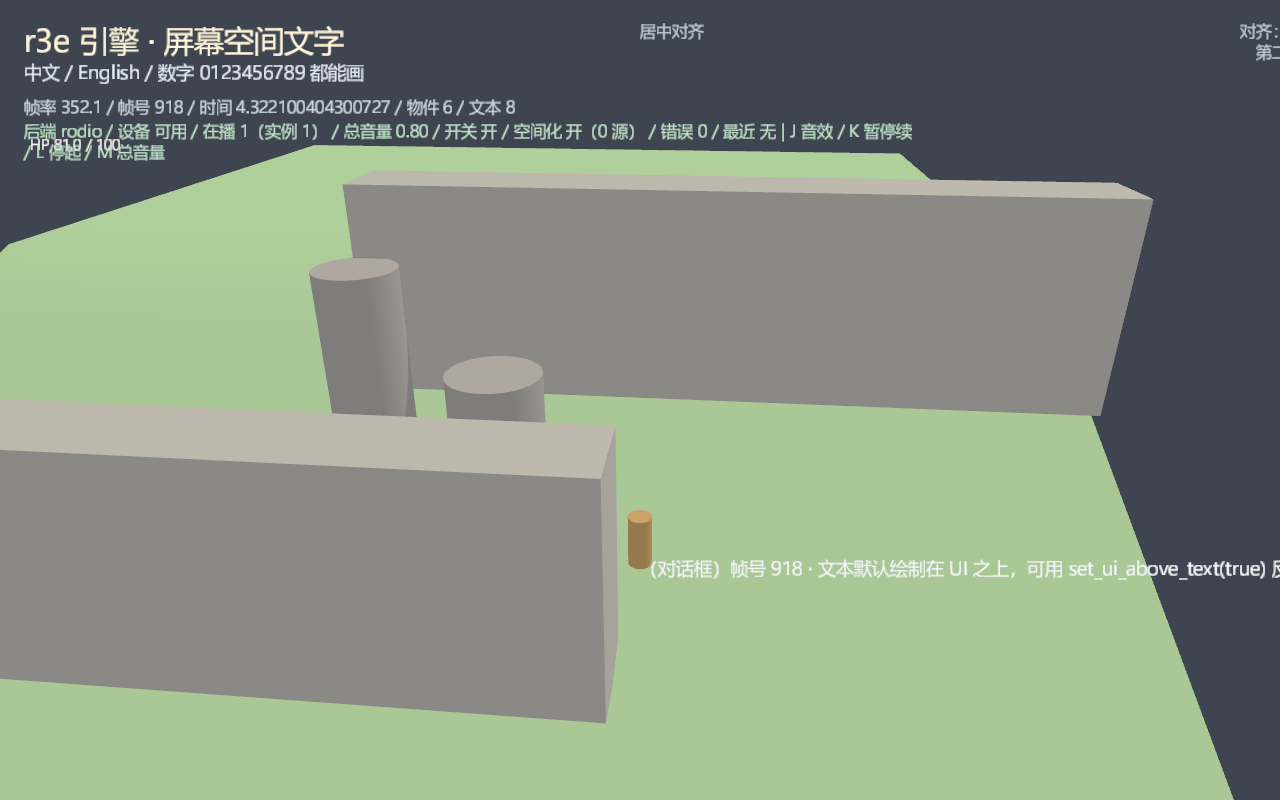 r3e 引擎 · 屏幕空间文字
居中对齐
对齐：
第二
中文 / English / 数字 0123456789 都能画
帧率 352.1 / 帧号 918 / 时间 4.322100404300727 / 物件 6 / 文本 8
后端 rodio / 设备 可用 / 在播 1（实例 1） / 总音量 0.80 / 开关 开 / 空间化 开（0 源） / 错误 0 / 最近 无 | J 音效 / K 暂停续
/ L 停起 / M 总音量
HP 81.0 / 100
（对话框）帧号 918 · 文本默认绘制在 UI 之上，可用 set_ui_above_text(true) 反